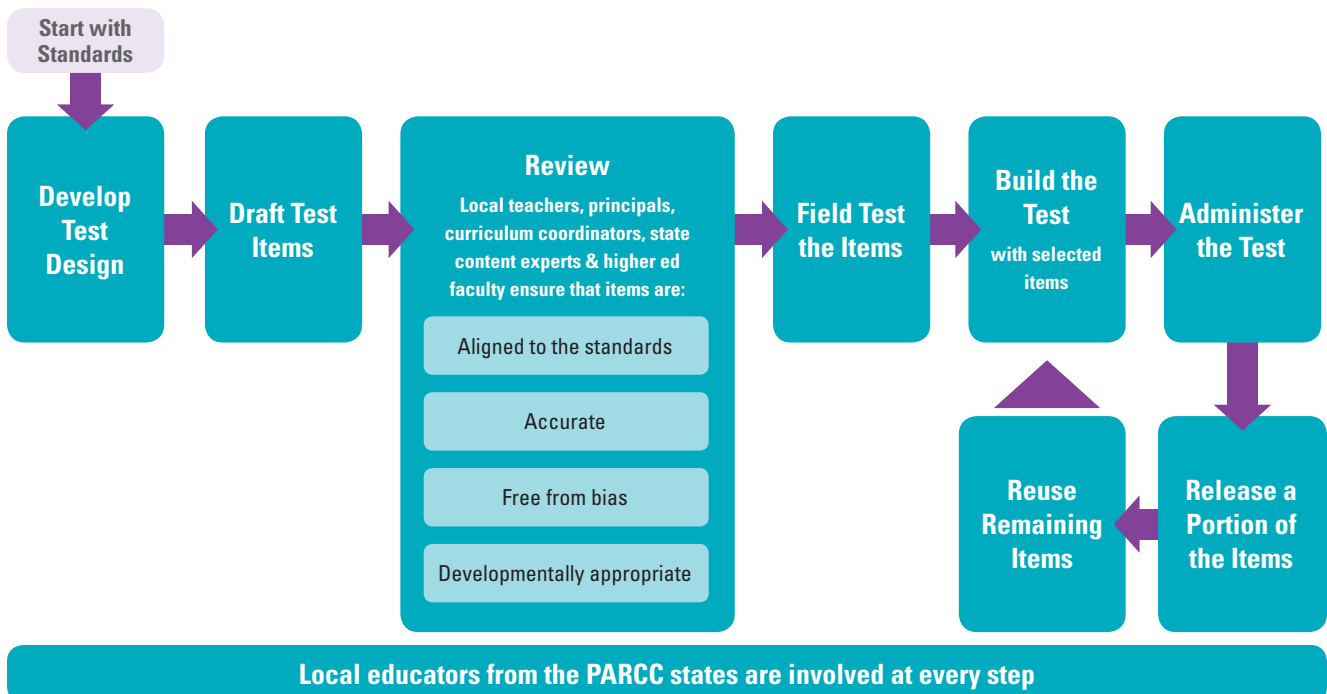 Start with
Standards
Develop
Test
Design
Draft Test
Items
Review
Local teachers, principals,
curriculum coordinators, state
content experts & higher ed
faculty ensure that items are:
Aligned to the standards
Accurate
Free from bias
Developmentally appropriate
Field Test
the Items
Build the
Test
with selected
items
Administer
the Test
Release a
Portion of
the Items
Reuse
Remaining
Items
Local educators from the PARCC states are involved at every step